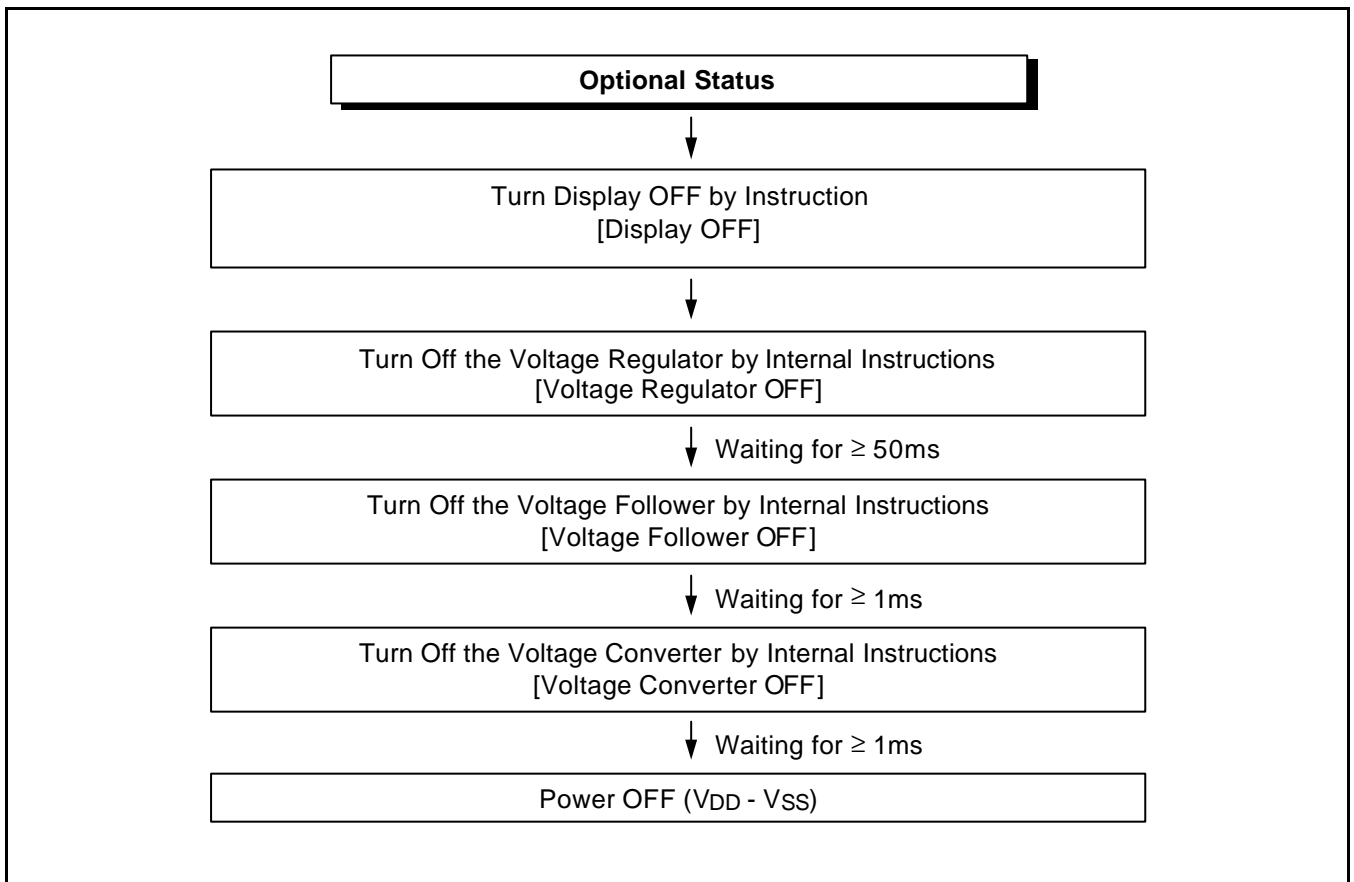 Optional Status
Turn Display OFF by Instruction
[Display OFF]
Turn Off the Voltage Regulator by Internal Instructions
[Voltage Regulator OFF]
Waiting for ≥ 50ms
Turn Off the Voltage Follower by Internal Instructions
[Voltage Follower OFF]
Waiting for ≥ 1ms
Turn Off the Voltage Converter by Internal Instructions
[Voltage Converter OFF]
Waiting for ≥ 1ms
Power OFF (VDD - VSS)